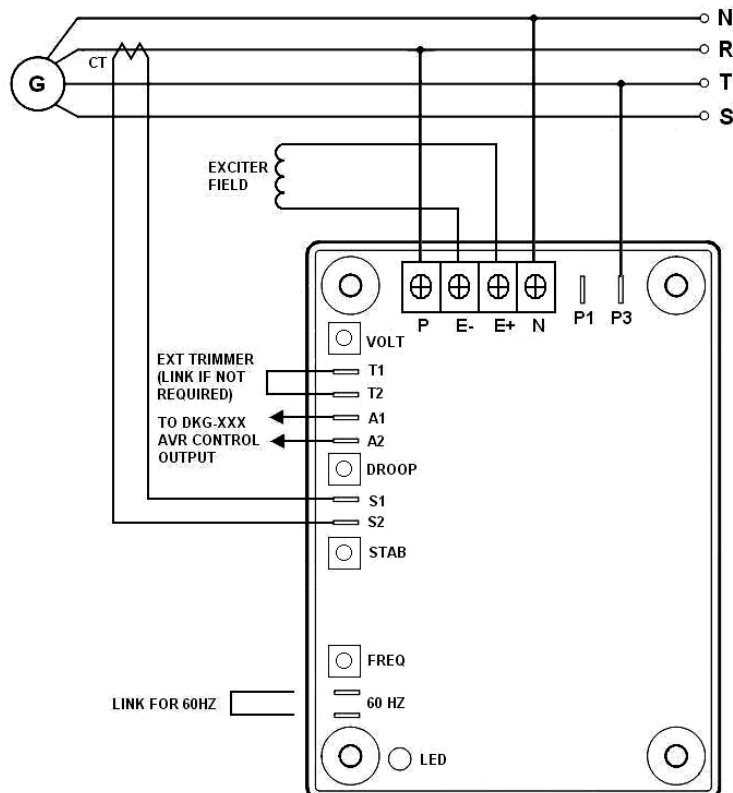 N
R
CT
G
T
S
EXCITER
FIELD
P E- E+ N P1 P3
VOLT
EXT TRIMMER
(LINK IF NOT
REQUIRED)
T1
T2
TO DKG-XXX
AVR CONTROL
OUTPUT
A1
A2
DROOP
S1
S2
STAB
FREQ
LINK FOR 60HZ
60 HZ
LED